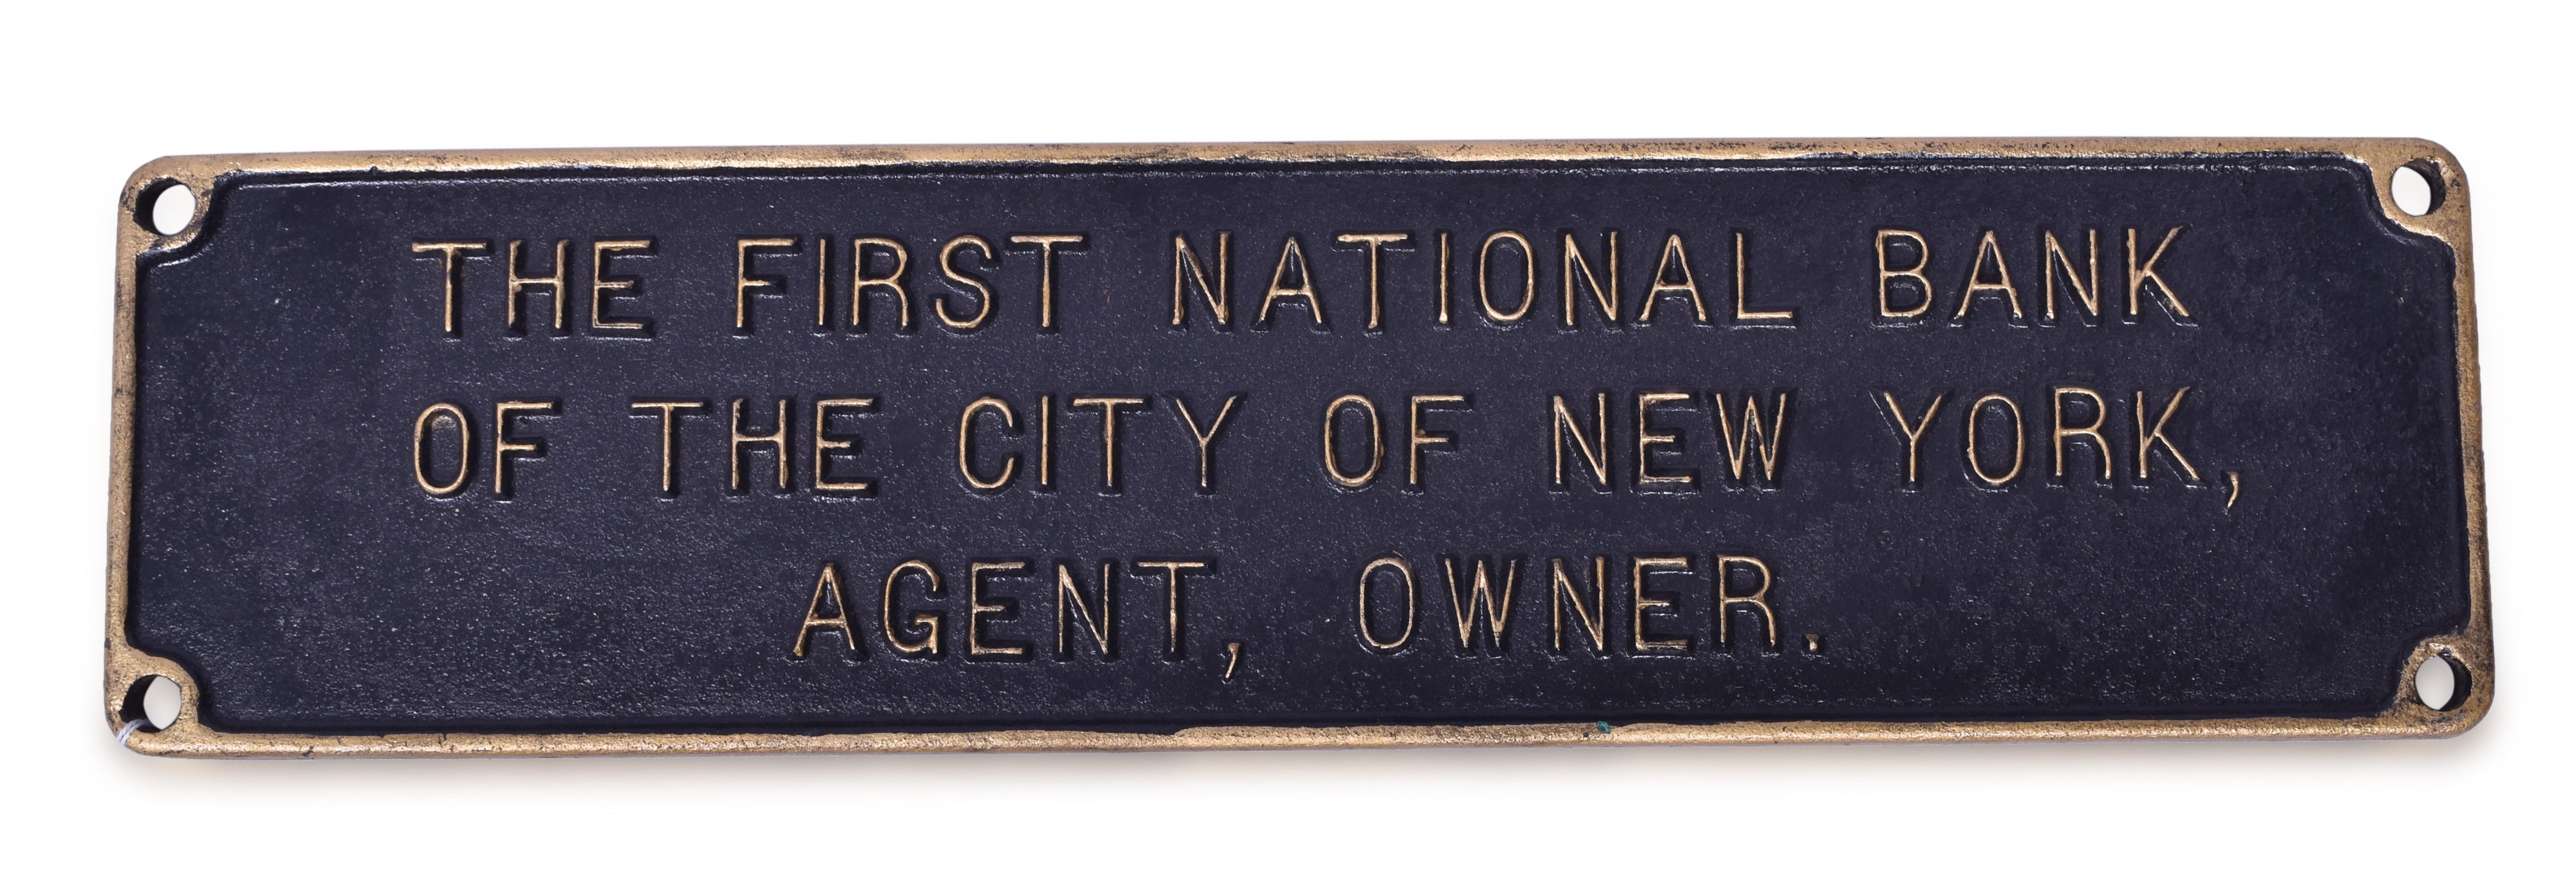 THE FIRST NATIONAL BANK
OF THE CITY OF NEW YORK,
AGENT, OWNER.